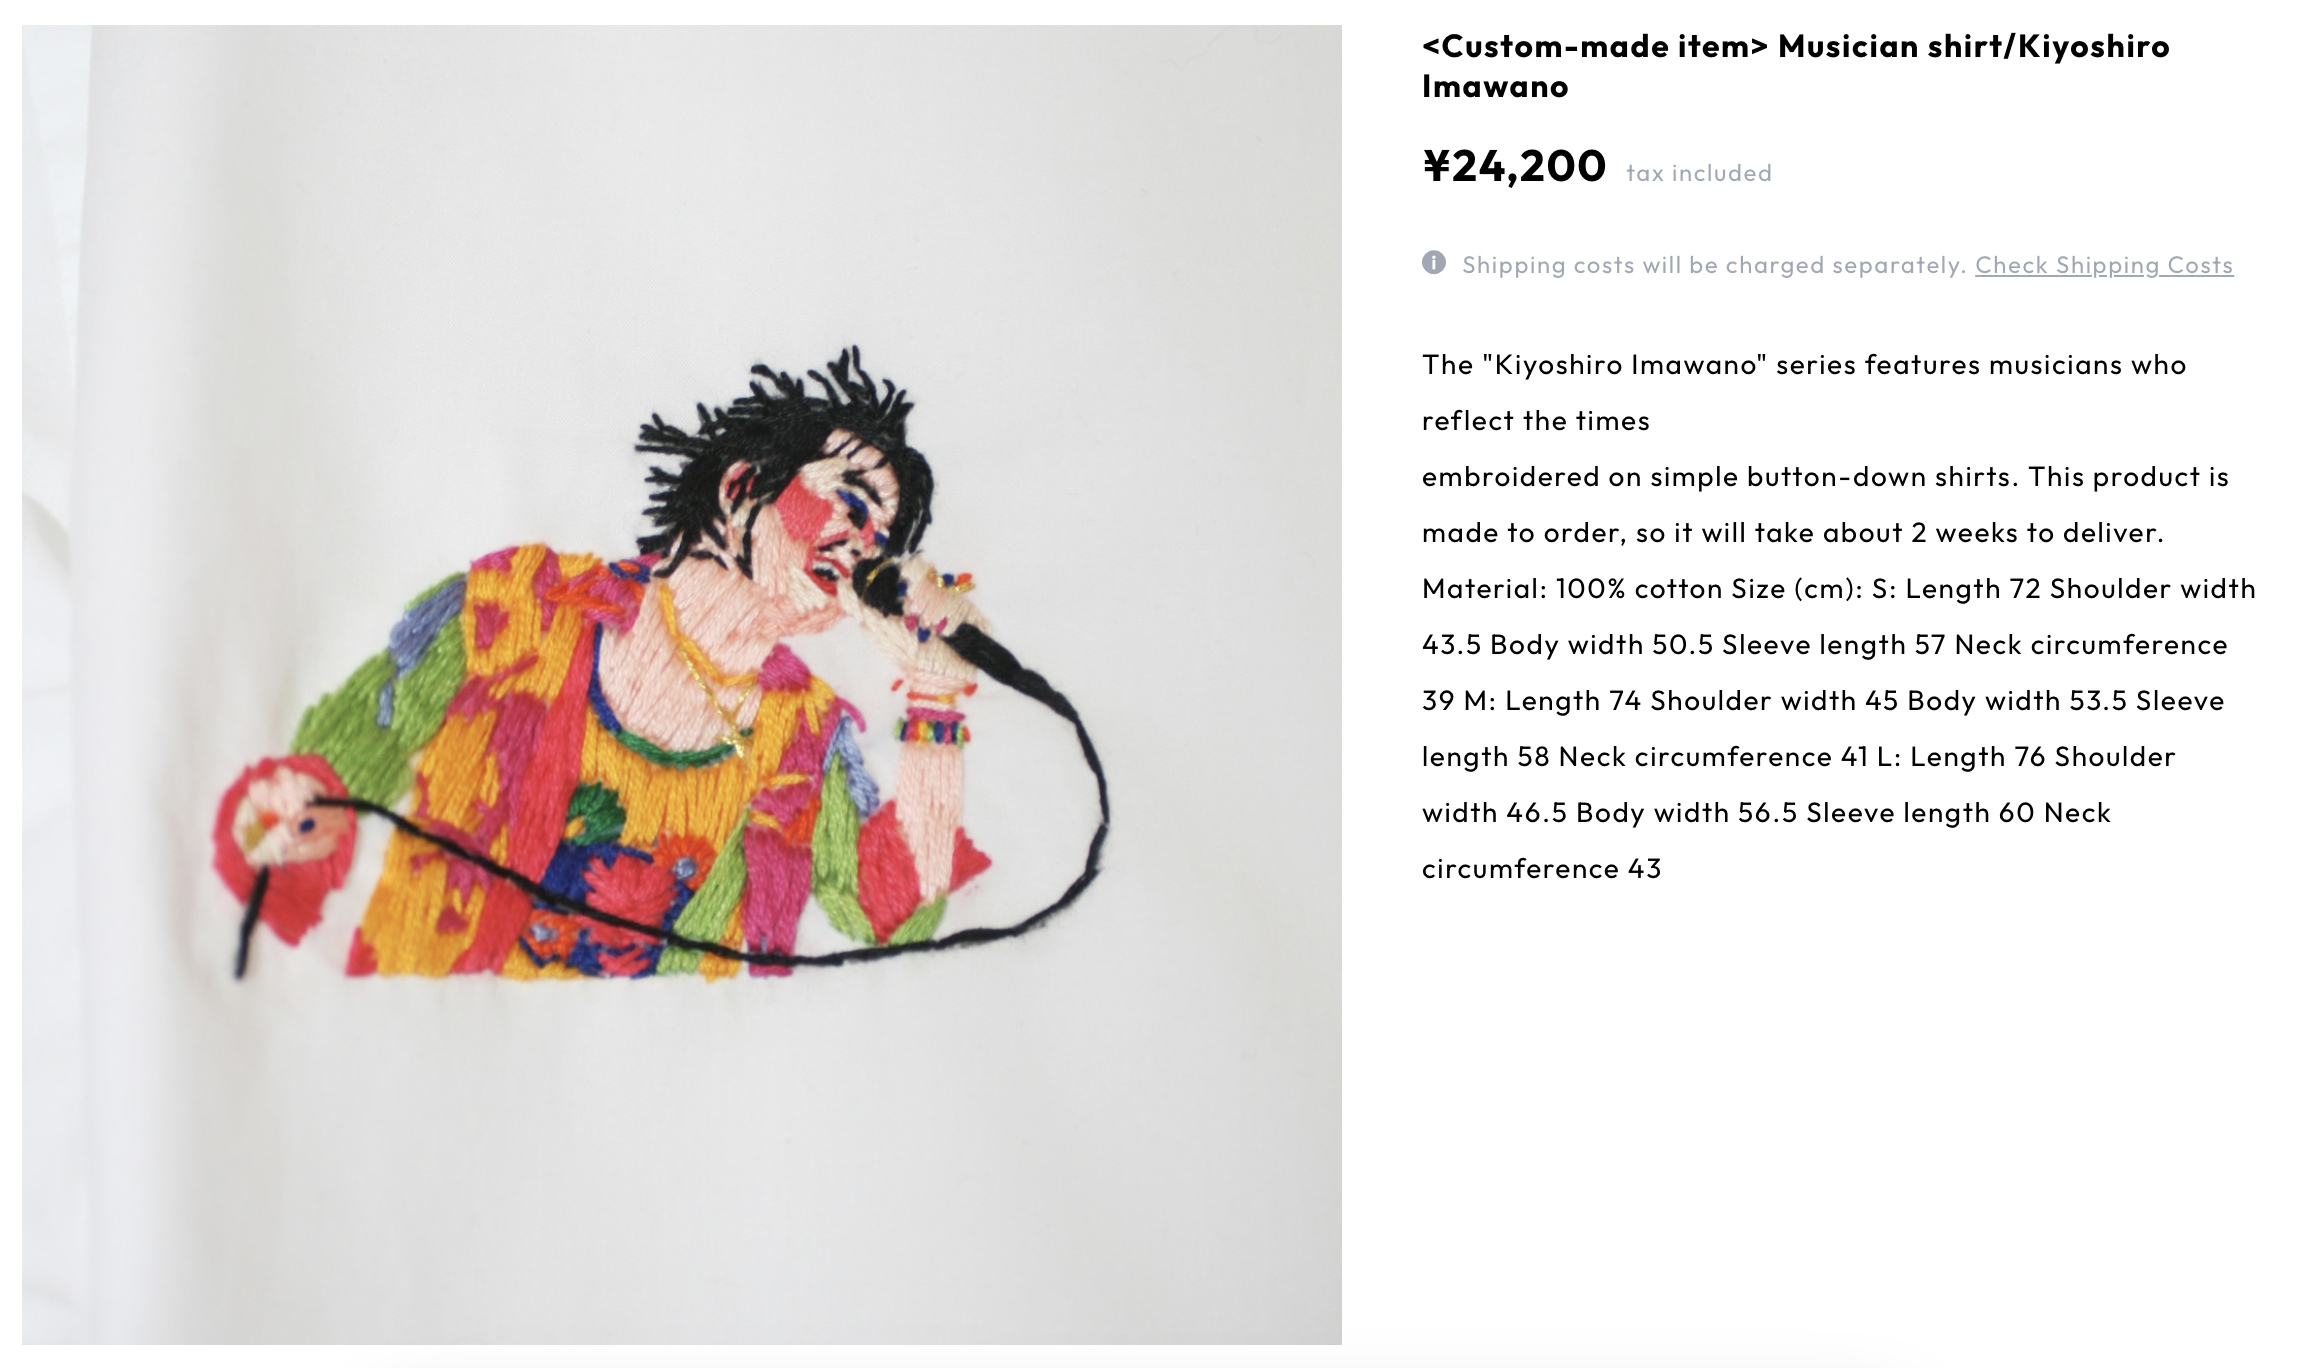 <Custom-made item> Musician shirt/Kiyoshiro
Imawano
¥24,200 tax included
Shipping costs will be charged separately. Check Shipping Costs
The "Kiyoshiro Imawano" series features musicians who
reflect the times
embroidered on simple button-down shirts. This product is
made to order, so it will take about 2 weeks to deliver.
Material: 100% cotton Size (cm): S: Length 72 Shoulder width
43.5 Body width 50.5 Sleeve length 57 Neck circumference
39 M: Length 74 Shoulder width 45 Body width 53.5 Sleeve
length 58 Neck circumference 41 L: Length 76 Shoulder
width 46.5 Body width 56.5 Sleeve length 60 Neck
circumference 43